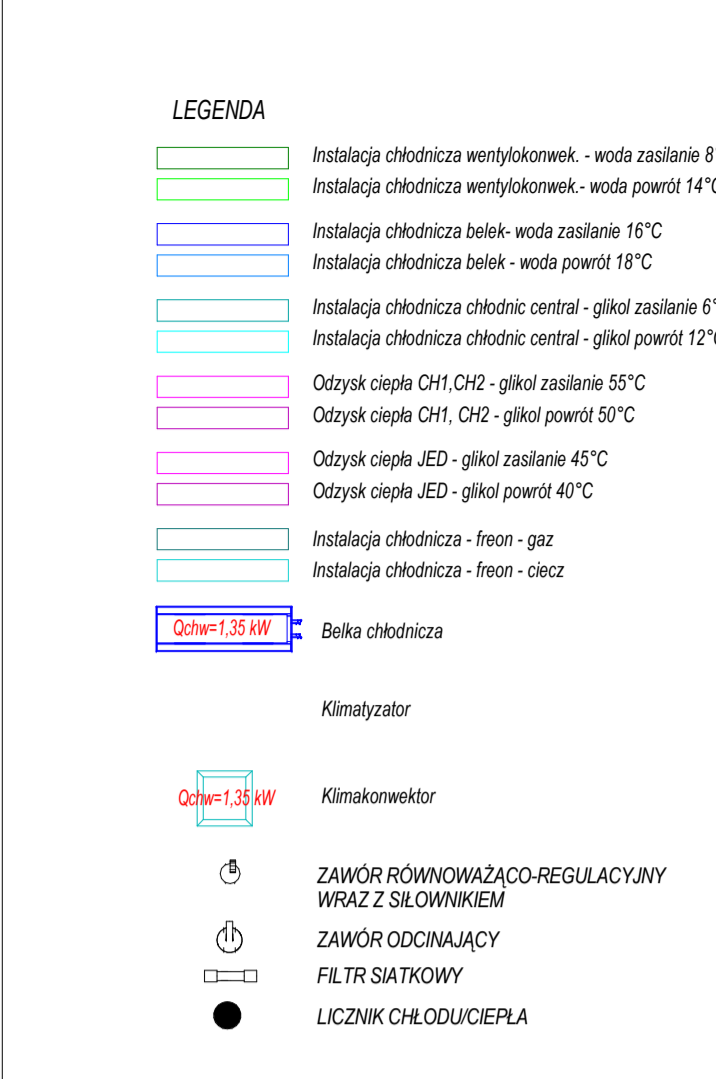 LEGENDA
Instalacja chłodnicza wentylokonwek. - woda zasilanie 8°
Instalacja chłodnicza wentylokonwek.- woda powrót 14°C
Instalacja chłodnicza belek- woda zasilanie 16°C
Instalacja chłodnicza belek - woda powrót 18°C
Instalacja chłodnicza chłodnic central - glikol zasilanie 6°
Instalacja chłodnicza chłodnic central - glikol powrót 12°C
Odzysk ciepła CH1,CH2 - glikol zasilanie 55°C
Odzysk ciepła CH1, CH2 - glikol powrót 50°C
Odzysk ciepła JED - glikol zasilanie 45°C
Odzysk ciepła JED - glikol powrót 40°C
Instalacja chłodnicza - freon - gaz
Instalacja chłodnicza - freon - ciecz
Qchw=1,35 kW Belka chłodnicza
Klimatyzator
Qchw=1,35 kW Klimakonwektor
ZAWÓR RÓWNOWAŻĄCO-REGULACYJNY
WRAZ Z SIŁOWNIKIEM
ZAWÓR ODCINAJĄCY
FILTR SIATKOWY
LICZNIK CHŁODU/CIEPŁA